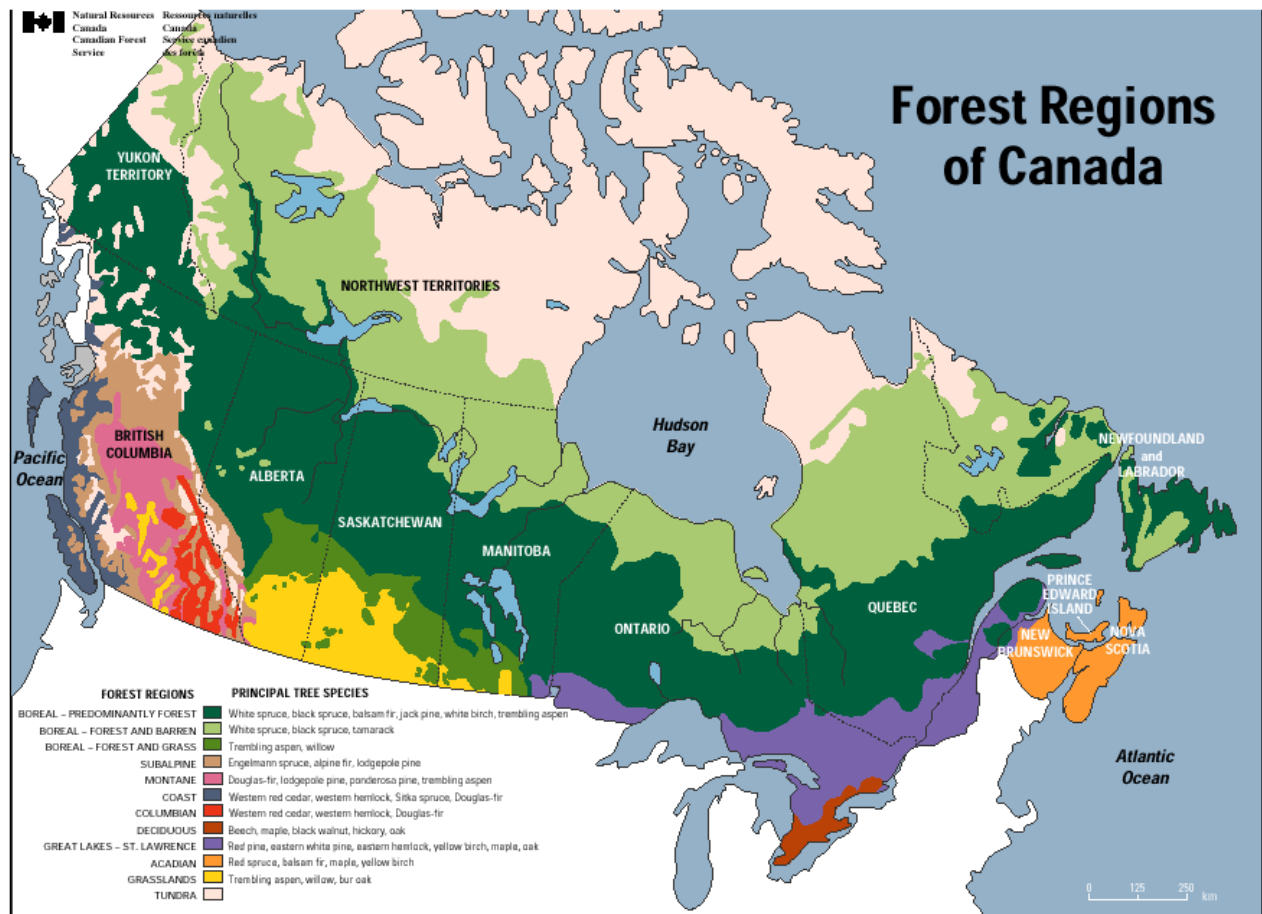 Natural Resources Ressources naturelles
Canada Canada
Canadian Forest Service canadien
Service des forêts
Forest Regions
of Canada
YUKON
TERRITORY
NORTHWEST TERRITORIES
Hudson
Bay
BRITISH
COLUMBIA
Pacific
Ocean
ALBERTA
SASKATCHEWAN
MANITOBA
ONTARIO
QUEBEC
NEWFOUNDLAND
and
LABRADOR
PRINCE
EDWARD
ISLAND
NEW
BRUNSWICK
NOVA
SCOTIA
Atlantic
Ocean
FOREST REGIONS PRINCIPAL TREE SPECIES
BOREAL – PREDOMINANTLY FOREST White spruce, black spruce, balsam fir, jack pine, white birch, trembling aspen
BOREAL – FOREST AND BARREN White spruce, black spruce, tamarack
BOREAL – FOREST AND GRASS Trembling aspen, willow
SUBALPINE Engelmann spruce, alpine fir, lodgepole pine
MONTANE Douglas-fir, lodgepole pine, ponderosa pine, trembling aspen
COAST Western red cedar, western hemlock, Sitka spruce, Douglas-fir
COLUMBIAN Western red cedar, western hemlock, Douglas-fir
DECIDUOUS Beech, maple, black walnut, hickory, oak
GREAT LAKES – ST. LAWRENCE Red pine, eastern white pine, eastern hemlock, yellow birch, maple, oak
ACADIAN Red spruce, balsam fir, maple, yellow birch
GRASSLANDS Trembling aspen, willow, bur oak
TUNDRA
0 125 250 km